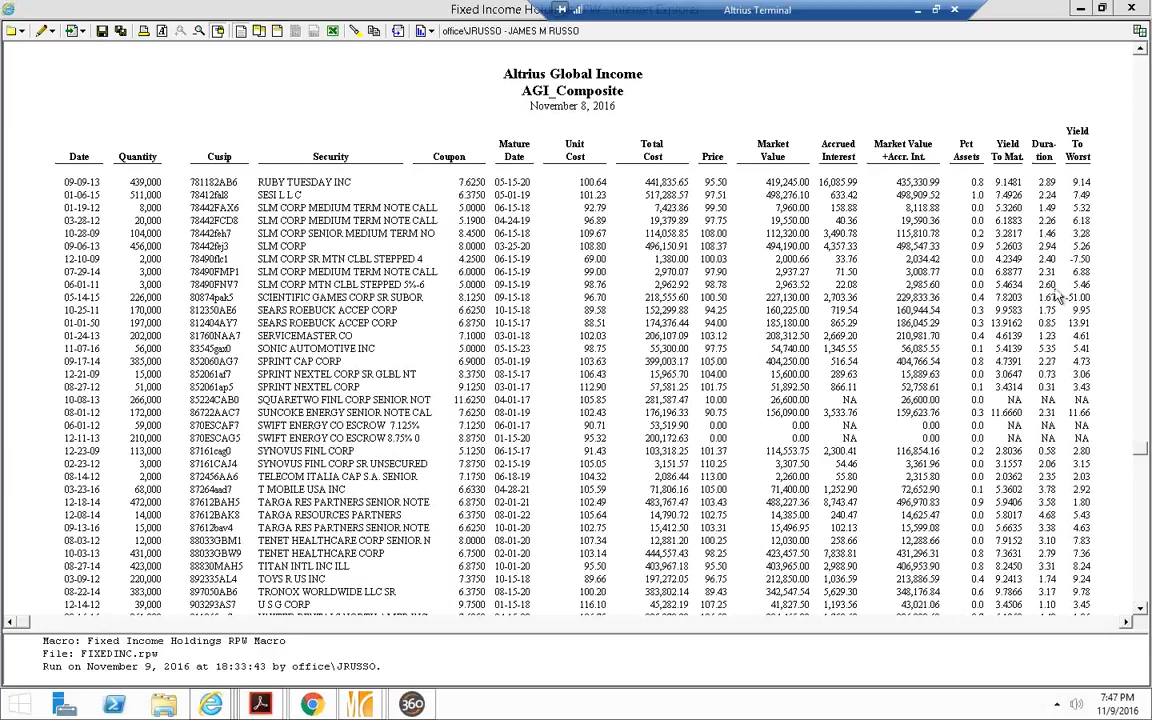 Fixed Income Ho
Altrius Terminal
office\JRUSSO - JAMES M RUSSO
Altrius Global Income
AGI_Composite
November 8, 2016
Date Quantity Cusip Security Coupon Mature Date Unit Cost Total Cost Price Market Value Accrued Interest Market Value +Accr. Int. Pct Assets Yield To Mat. Dura- tion Yield To Worst
09-09-13 439,000 781182AB6 RUBY TUESDAY INC 7.6250 05-15-20 100.64 441,835.65 95.50 419,245.00 16,085.99 435,330.99 0.8 9.1481 2.89 9.14
01-06-15 511,000 78412fal8 SESI L L C 6.3750 05-01-19 101.23 517,288.57 97.51 498,276.10 633.42 498,909.52 1.0 7.4926 2.24 7.49
01-19-12 8,000 78442FAX6 SLM CORP MEDIUM TERM NOTE CALL 5.0000 06-15-18 92.79 7,423.86 99.50 7,960.00 158.88 8,118.88 0.0 5.3260 1.49 5.32
03-28-12 20,000 78442FCD8 SLM CORP MEDIUM TERM NOTE CALL 5.1900 04-24-19 96.89 19,379.89 97.75 19,550.00 40.36 19,590.36 0.0 6.1883 2.26 6.18
10-28-09 104,000 78442feh7 SLM CORP SENIOR MEDIUM TERM NO 8.4500 06-15-18 109.67 114,058.85 108.00 112,320.00 3,490.78 115,810.78 0.2 3.2817 1.46 3.28
09-06-13 456,000 78442fej3 SLM CORP 8.0000 03-25-20 108.80 496,150.91 108.37 494,190.00 4,357.33 498,547.33 0.9 5.2603 2.94 5.26
12-10-09 2,000 78490flc1 SLM CORP SR MTN CLBL STEPPED 4 4.2500 06-15-19 69.00 1,380.00 100.03 2,000.66 33.76 2,034.42 0.0 4.2349 2.40 -7.50
07-29-14 3,000 78490FMP1 SLM CORP MEDIUM TERM NOTE CALL 6.0000 06-15-19 99.00 2,970.07 97.90 2,937.27 71.50 3,008.77 0.0 6.8877 2.31 6.88
06-01-11 3,000 78490FNV7 SLM CORP MTN CLBL STEPPED 5%-6 5.0000 09-15-19 98.76 2,962.92 98.78 2,963.52 22.08 2,985.60 0.0 5.4634 2.60 5.46
05-14-15 226,000 80874pak5 SCIENTIFIC GAMES CORP SR SUBOR 8.1250 09-15-18 96.70 218,555.60 100.50 227,130.00 2,703.36 229,833.36 0.4 7.8203 -51.00
10-25-11 170,000 812350AE6 SEARS ROEBUCK ACCEP CORP 6.6250 10-15-18 89.58 152,299.88 94.25 160,225.00 719.54 160,944.54 0.3 9.9583 1.75 9.95
01-01-50 197,000 812404AY7 SEARS ROEBUCK ACCEP CORP 6.8750 10-15-17 88.51 174,376.44 94.00 185,180.00 865.29 186,045.29 0.3 13.9162 0.85 13.91
01-24-13 202,000 81760NAA7 SERVICEMASTER CO 7.1000 03-01-18 102.03 206,107.09 103.12 208,312.50 2,669.20 210,981.70 0.4 4.6139 1.23 4.61
11-07-16 56,000 83545gax0 SONIC AUTOMOTIVE INC 5.0000 05-15-23 98.75 55,300.00 97.75 54,740.00 1,345.55 56,085.55 0.1 5.4139 5.35 5.41
09-17-14 385,000 852060AG7 SPRINT CAP CORP 6.9000 05-01-19 103.63 399,003.17 105.00 404,250.00 516.54 404,766.54 0.8 4.7391 2.27 4.73
12-21-09 15,000 852061af7 SPRINT NEXTEL CORP SR GLBL NT 8.3750 08-15-17 106.43 15,965.70 104.00 15,600.00 289.63 15,889.63 0.0 3.0647 0.73 3.06
08-27-12 51,000 852061ap5 SPRINT NEXTEL CORP 9.1250 03-01-17 112.90 57,581.25 101.75 51,892.50 866.11 52,758.61 0.1 3.4314 0.31 3.43
10-08-13 266,000 85224CAB0 SQUARETWO FINL CORP SENIOR NOT 11.6250 04-01-17 105.85 281,587.47 10.00 26,600.00 NA 26,600.00 0.0 NA NA NA
08-01-12 172,000 86722AAC7 SUNCOKE ENERGY SENIOR NOTE CAL 7.6250 08-01-19 102.43 176,196.33 90.75 156,090.00 3,533.76 159,623.76 0.3 11.6660 2.31 11.66
06-01-12 59,000 870ESCAF7 SWIFT ENERGY CO ESCROW 7.125% 7.1250 06-01-17 90.71 53,519.90 0.00 0.00 NA 0.00 0.0 NA NA NA
12-11-13 210,000 870ESCAG5 SWIFT ENERGY CO ESCROW 8.75% 0 8.8750 01-15-20 95.32 200,172.63 0.00 0.00 NA 0.00 0.0 NA NA NA
12-23-09 113,000 87161cag0 SYNOVUS FINL CORP 5.1250 06-15-17 91.43 103,318.25 101.37 114,553.75 2,300.41 116,854.16 0.2 2.8036 0.58 2.80
02-23-12 3,000 87161CAJ4 SYNOVUS FINL CORP SR UNSECURED 7.8750 02-15-19 105.05 3,151.57 110.25 3,307.50 54.46 3,361.96 0.0 3.1557 2.06 3.15
08-14-12 2,000 872456AA6 TELECOM ITALIA CAP S.A. SENIOR 7.1750 06-18-19 104.32 2,086.44 113.00 2,260.00 55.80 2,315.80 0.0 2.0362 2.35 2.03
03-23-16 68,000 87264aad7 T MOBILE USA INC 6.6330 04-28-21 105.59 71,806.16 105.00 71,400.00 1,252.90 72,652.90 0.1 5.3602 3.78 2.92
12-18-14 472,000 87612BAH5 TARGA RES PARTNERS SENIOR NOTE 6.8750 02-01-21 102.49 483,767.47 103.43 488,227.36 8,743.47 496,970.83 0.9 5.9406 3.58 1.80
12-08-14 14,000 87612BAK8 TARGA RESOURCES PARTNERS 6.3750 08-01-22 105.64 14,790.72 102.75 14,385.00 240.47 14,625.47 0.0 5.8017 4.68 5.43
09-13-16 15,000 87612bav4 TARGA RES PARTNERS SENIOR NOTE 6.6250 10-01-20 102.75 15,412.50 103.31 15,496.95 102.13 15,599.08 0.0 5.6635 3.38 4.63
08-03-12 12,000 88033GBM1 TENET HEALTHCARE CORP SENIOR N 8.0000 08-01-20 107.34 12,881.20 100.25 12,030.00 258.66 12,288.66 0.0 7.9152 3.10 7.83
10-03-13 431,000 88033GBW9 TENET HEALTHCARE CORP 6.7500 02-01-20 103.14 444,557.43 98.25 423,457.50 7,838.81 431,296.31 0.8 7.3631 2.79 7.36
08-27-14 423,000 88830MAH5 TITAN INTL INC ILL 6.8750 10-01-20 95.50 403,967.18 95.50 403,965.00 2,988.90 406,953.90 0.8 8.2450 3.31 8.24
03-09-12 220,000 892335AL4 TOYS R US INC 7.3750 10-15-18 89.66 197,272.05 96.75 212,850.00 1,036.59 213,886.59 0.4 9.2413 1.74 9.24
08-22-14 383,000 897050AB6 TRONOX WORLDWIDE LLC SR 6.3750 08-15-20 100.20 383,802.14 89.43 342,547.54 5,629.30 348,176.84 0.6 9.7866 3.17 9.78
12-14-12 39,000 903293AS7 U S G CORP 9.7500 01-15-18 116.10 45,282.19 107.25 41,827.50 1,193.56 43,021.06 0.0 3.4506 1.10 3.45
Macro: Fixed Income Holdings RPW Macro
File: FIXEDINC.rpw
Run on November 9, 2016 at 18:33:43 by office\JRUSSO.
360
7:47 PM
11/9/2016